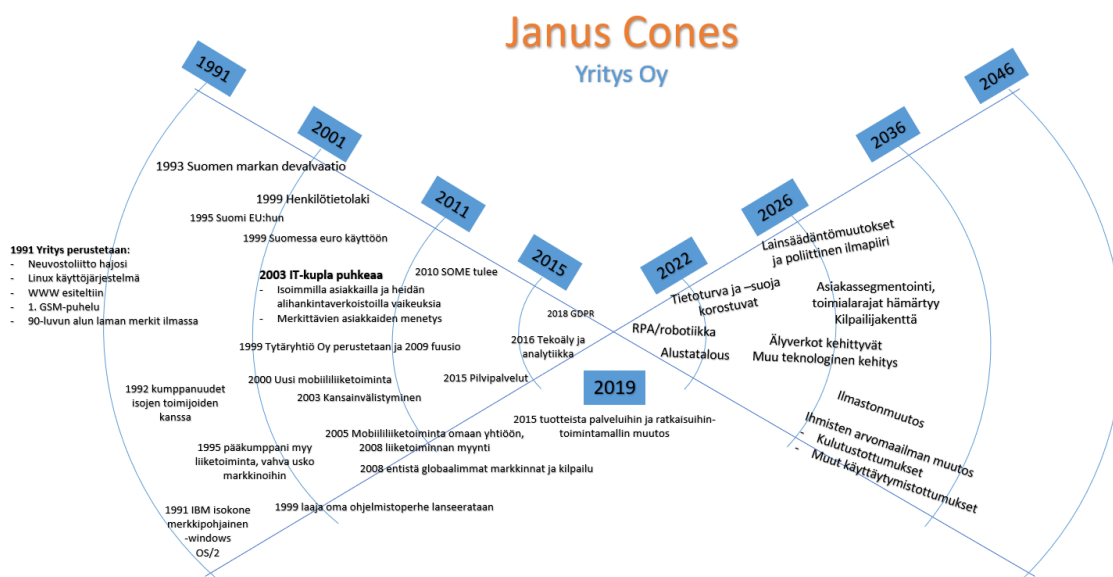 Janus Cones
Yritys Oy
1991
2001
2011
2015
2019
2022
2026
2036
2046
1991 Yritys perustetaan:
- Neuvostoliitto hajosi
- Linux käyttöjärjestelmä
- WWW esiteltiin
- 1. GSM-puhelu
- 90-luvun alun laman merkit ilmassa
1993 Suomen markan devalvaatio
1999 Henkilötietolaki
1995 Suomi EU:hun
1999 Suomessa euro käyttöön
2003 IT-kupla puhkeaa
- Isoimmilla asiakkailla ja heidän
alihankintaverkoistoilla vaikeuksia
- Merkittävien asiakkaiden menetys
1999 Tytäryhtiö Oy perustetaan ja 2009 fuusio
1992 kumppanuudet
isojen toimijoiden
kanssa
2000 Uusi mobiililiiketoiminta
2003 Kansainvälistyminen
1995 pääkumppani myy
liiketoiminta, vahva usko
markkinoihin
2005 Mobiililiiketoiminta omaan yhtiöön,
2008 liiketoiminnan myynti
2008 entistä globaalimmat markkinnat ja kilpailu
1999 laaja oma ohjelmistoperhe lanseerataan
1991 IBM isokone
merkkipohjainen
-windows
OS/2
2010 SOME tulee
2018 GDPR
2016 Tekoäly ja
analytiikka
2015 Pilvipalvelut
2015 tuotteista palveluihin ja ratkaisuihin-
toimintamallin muutos
Tietoturva ja –suoja
korostuvat
RPA/robotiikka
Alustatalous
Lainsäädäntömuutokset
ja poliittinen ilmapiiri
Asiakassegmentointi,
toimialarajat hämärtyy
Kilpailijakenttä
Älyverkot kehittyvät
Muu teknologinen kehitys
Ilmastonmuutos
Ihmisten arvomaailman muutos
- Kulutustottumukset
- Muut käyttäytymistottumukset